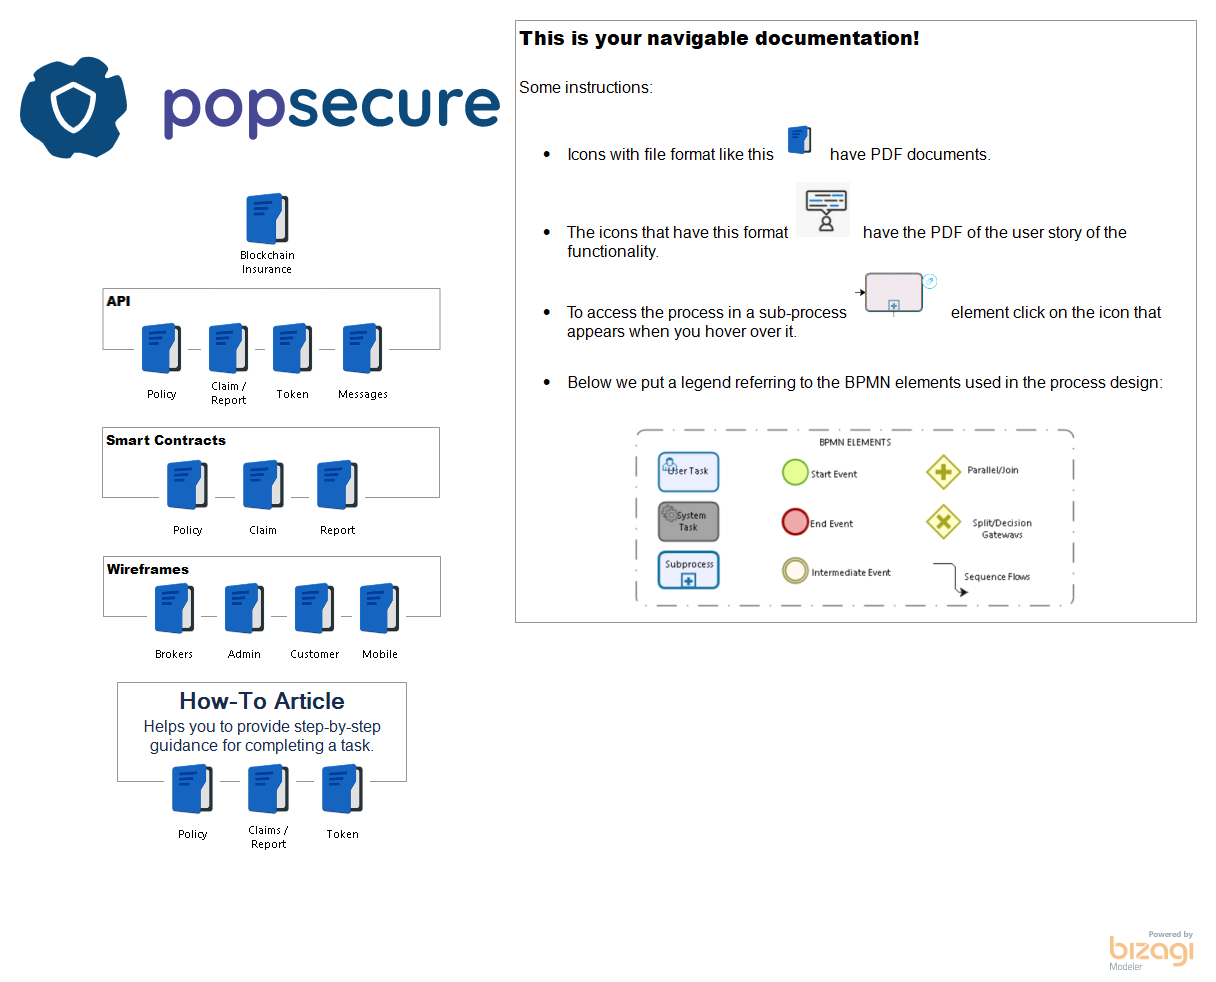 popsecure
Blockchain
Insurance
API
Policy
Claim /
Report
Token
Messages
Smart Contracts
Policy
Claim
Report
Wireframes
Brokers
Admin
Customer
Mobile
How-To Article
Helps you to provide step-by-step
guidance for completing a task.
Policy
Claims /
Report
Token
This is your navigable documentation!
Some instructions:
• Icons with file format like this have PDF documents.
• The icons that have this format have the PDF of the user story of the
functionality.
• To access the process in a sub-process element click on the icon that
appears when you hover over it.
• Below we put a legend referring to the BPMN elements used in the process design:
BPMN ELEMENTS
User Task
Start Event
Parallel/Join
System
Task
End Event
Split/Decision
Gateways
Subprocess
Intermediate Event
Sequence Flows
Powered by
bizagi
Modeler